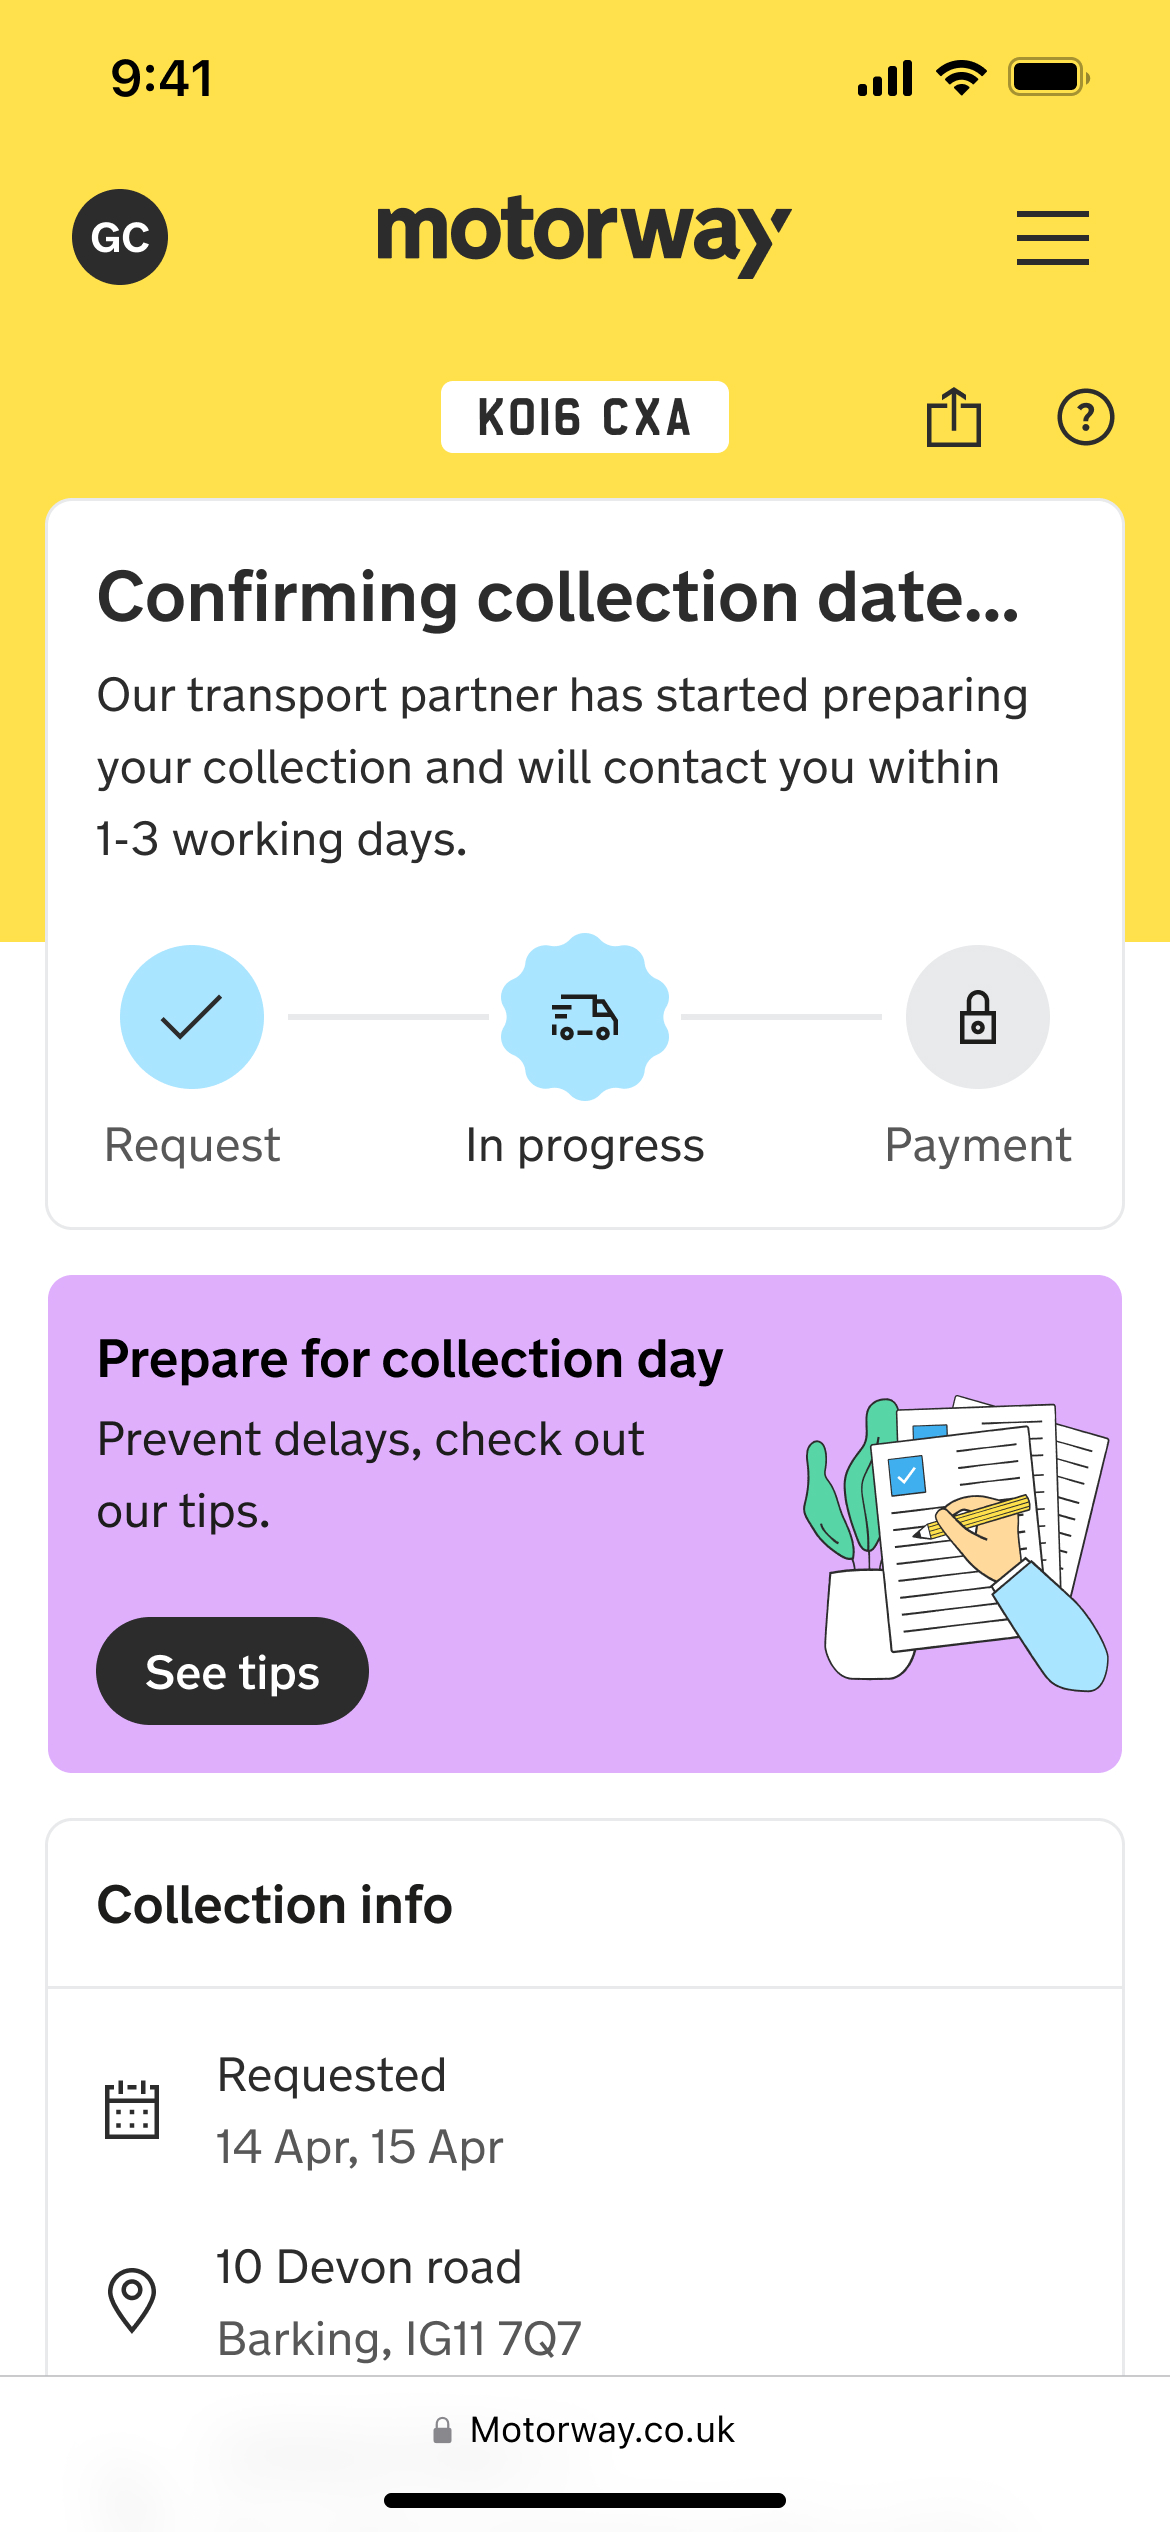 9:41
GC
motorway
KO16 CXA
?
Confirming collection date...
Our transport partner has started preparing
your collection and will contact you within
1-3 working days.
Request
In progress
Payment
Prepare for collection day
Prevent delays, check out
our tips.
See tips
Collection info
Requested
14 Apr, 15 Apr
10 Devon road
Barking, IG11 7Q7
Motorway.co.uk